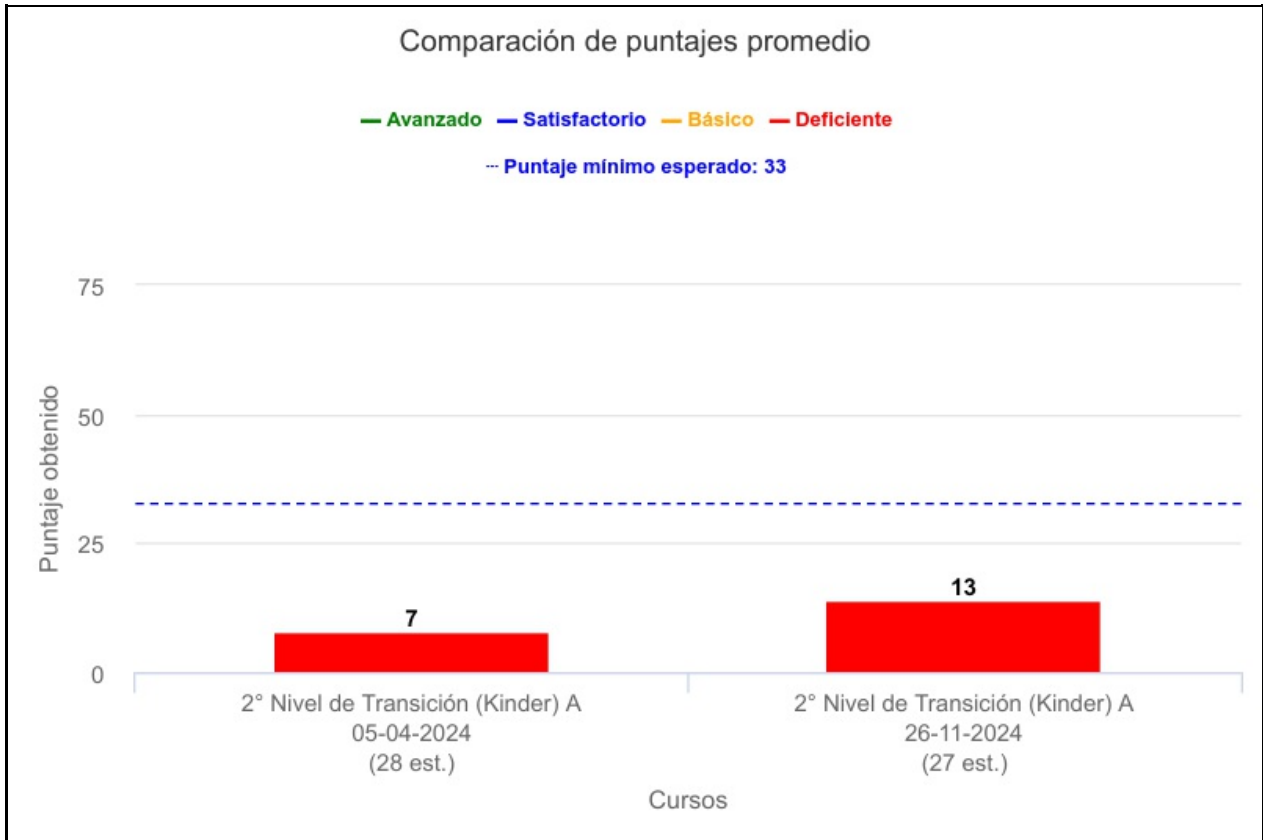 Comparación de puntajes promedio
Avanzado Satisfactorio Básico Deficiente
Puntaje mínimo esperado: 33
Puntaje obtenido
75
50
25
0
7
13
2° Nivel de Transición (Kinder) A
05-04-2024
(28 est.)
2° Nivel de Transición (Kinder) A
26-11-2024
(27 est.)
Cursos